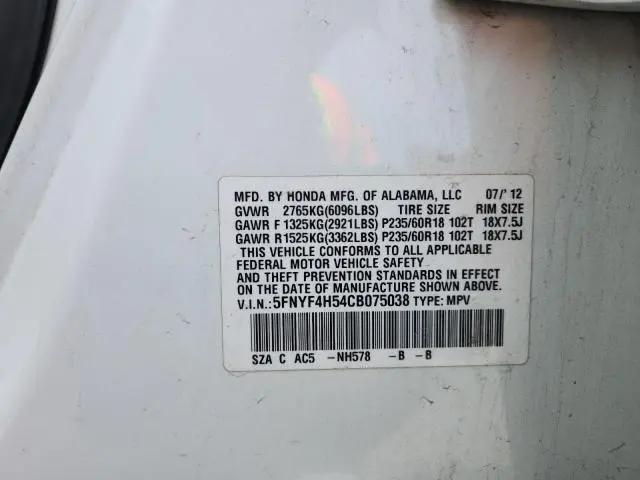 MFD. BY HONDA MFG. OF ALABAMA, LLC 07/'12
GVWR 2765KG(6096LBS) TIRE SIZE RIM SIZE
GAWR F 1325KG(2921LBS) P235/60R18 102T 18X7.5J
GAWR R 1525KG(3362LBS) P235/60R18 102T 18X7.5J
THIS VEHICLE CONFORMS TO ALL APPLICABLE
FEDERAL MOTOR VEHICLE SAFETY
AND THEFT PREVENTION STANDARDS IN EFFECT
ON THE DATE OF MANUFACTURE SHOWN ABOVE.
V.I.N.: 5FNYF4H54CB075038 TYPE: MPV
SZA C AC5 -NH578 -B -B